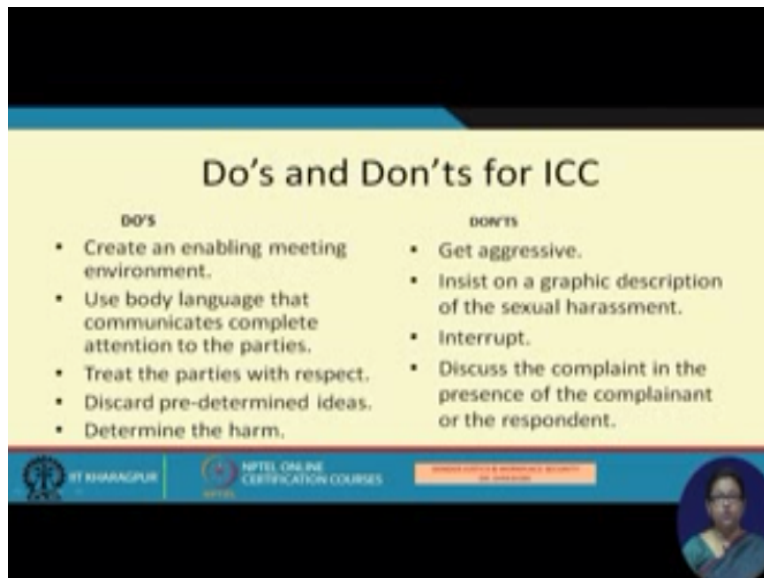 Do's and Don'ts for ICC
DO'S
• Create an enabling meeting
environment.
• Use body language that
communicates complete
attention to the parties.
• Treat the parties with respect.
• Discard pre-determined ideas.
• Determine the harm.
DON'TS
• Get aggressive.
• Insist on a graphic description
of the sexual harassment.
• Interrupt.
• Discuss the complaint in the
presence of the complainant
or the respondent.
IIT KHARAGPUR
NPTEL
NPTEL ONLINE
CERTIFICATION COURSES